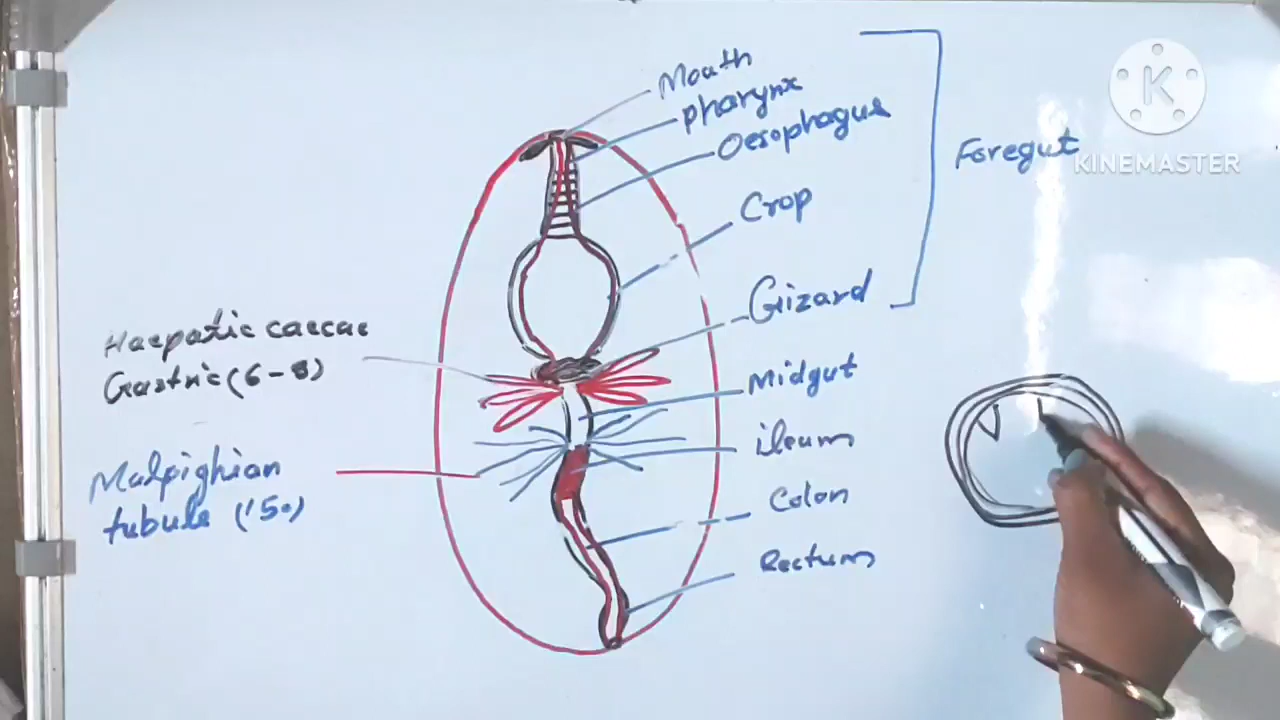 Mouth
pharynx
Oesophagus
Foregut
KINEMASTER
Crop
Gizard
Haepatic caecae
Gastric (6-8)
Midgut
ileum
Malpighian
tubule (150)
Colon
Rectum